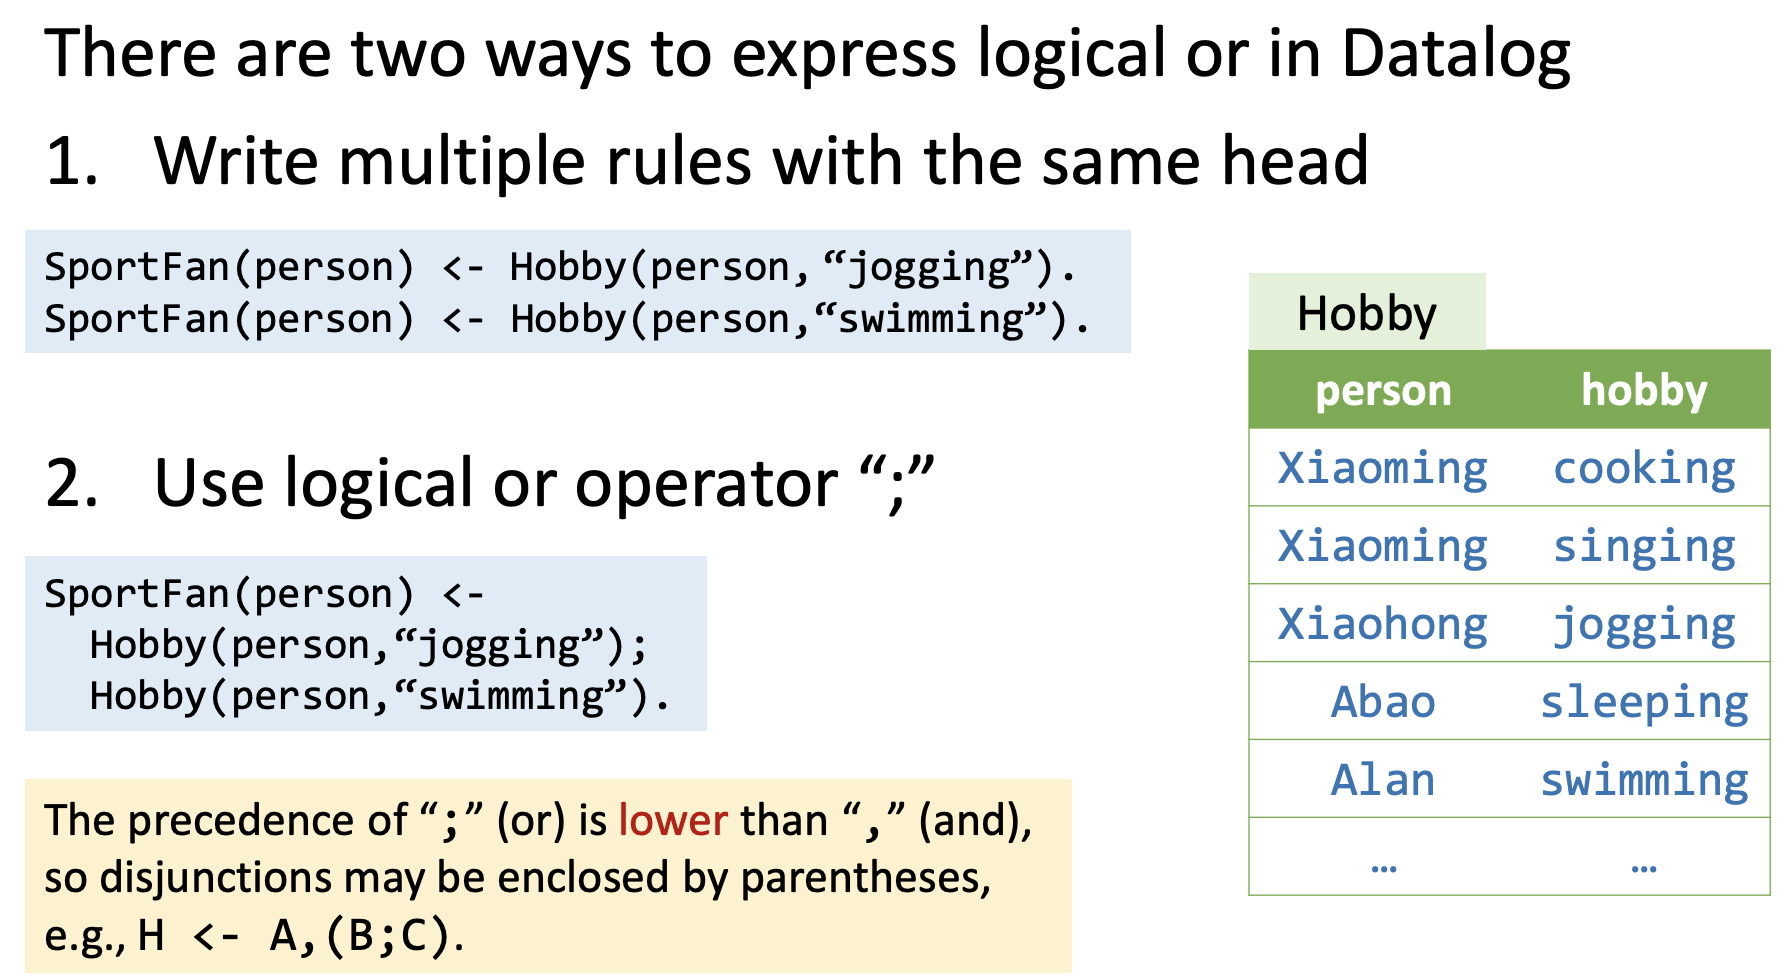 There are two ways to express logical or in Datalog
1. Write multiple rules with the same head
SportFan(person) <- Hobby(person,“jogging”).
SportFan(person) <- Hobby(person,“swimming”).
2. Use logical or operator “;”
SportFan(person) <-
Hobby(person,“jogging”);
Hobby(person,“swimming”).
The precedence of “;” (or) is lower than “,” (and),
so disjunctions may be enclosed by parentheses,
e.g., H <- A,(B;C).
Hobby
person hobby
Xiaoming cooking
Xiaoming singing
Xiaohong jogging
Abao sleeping
Alan swimming
… …